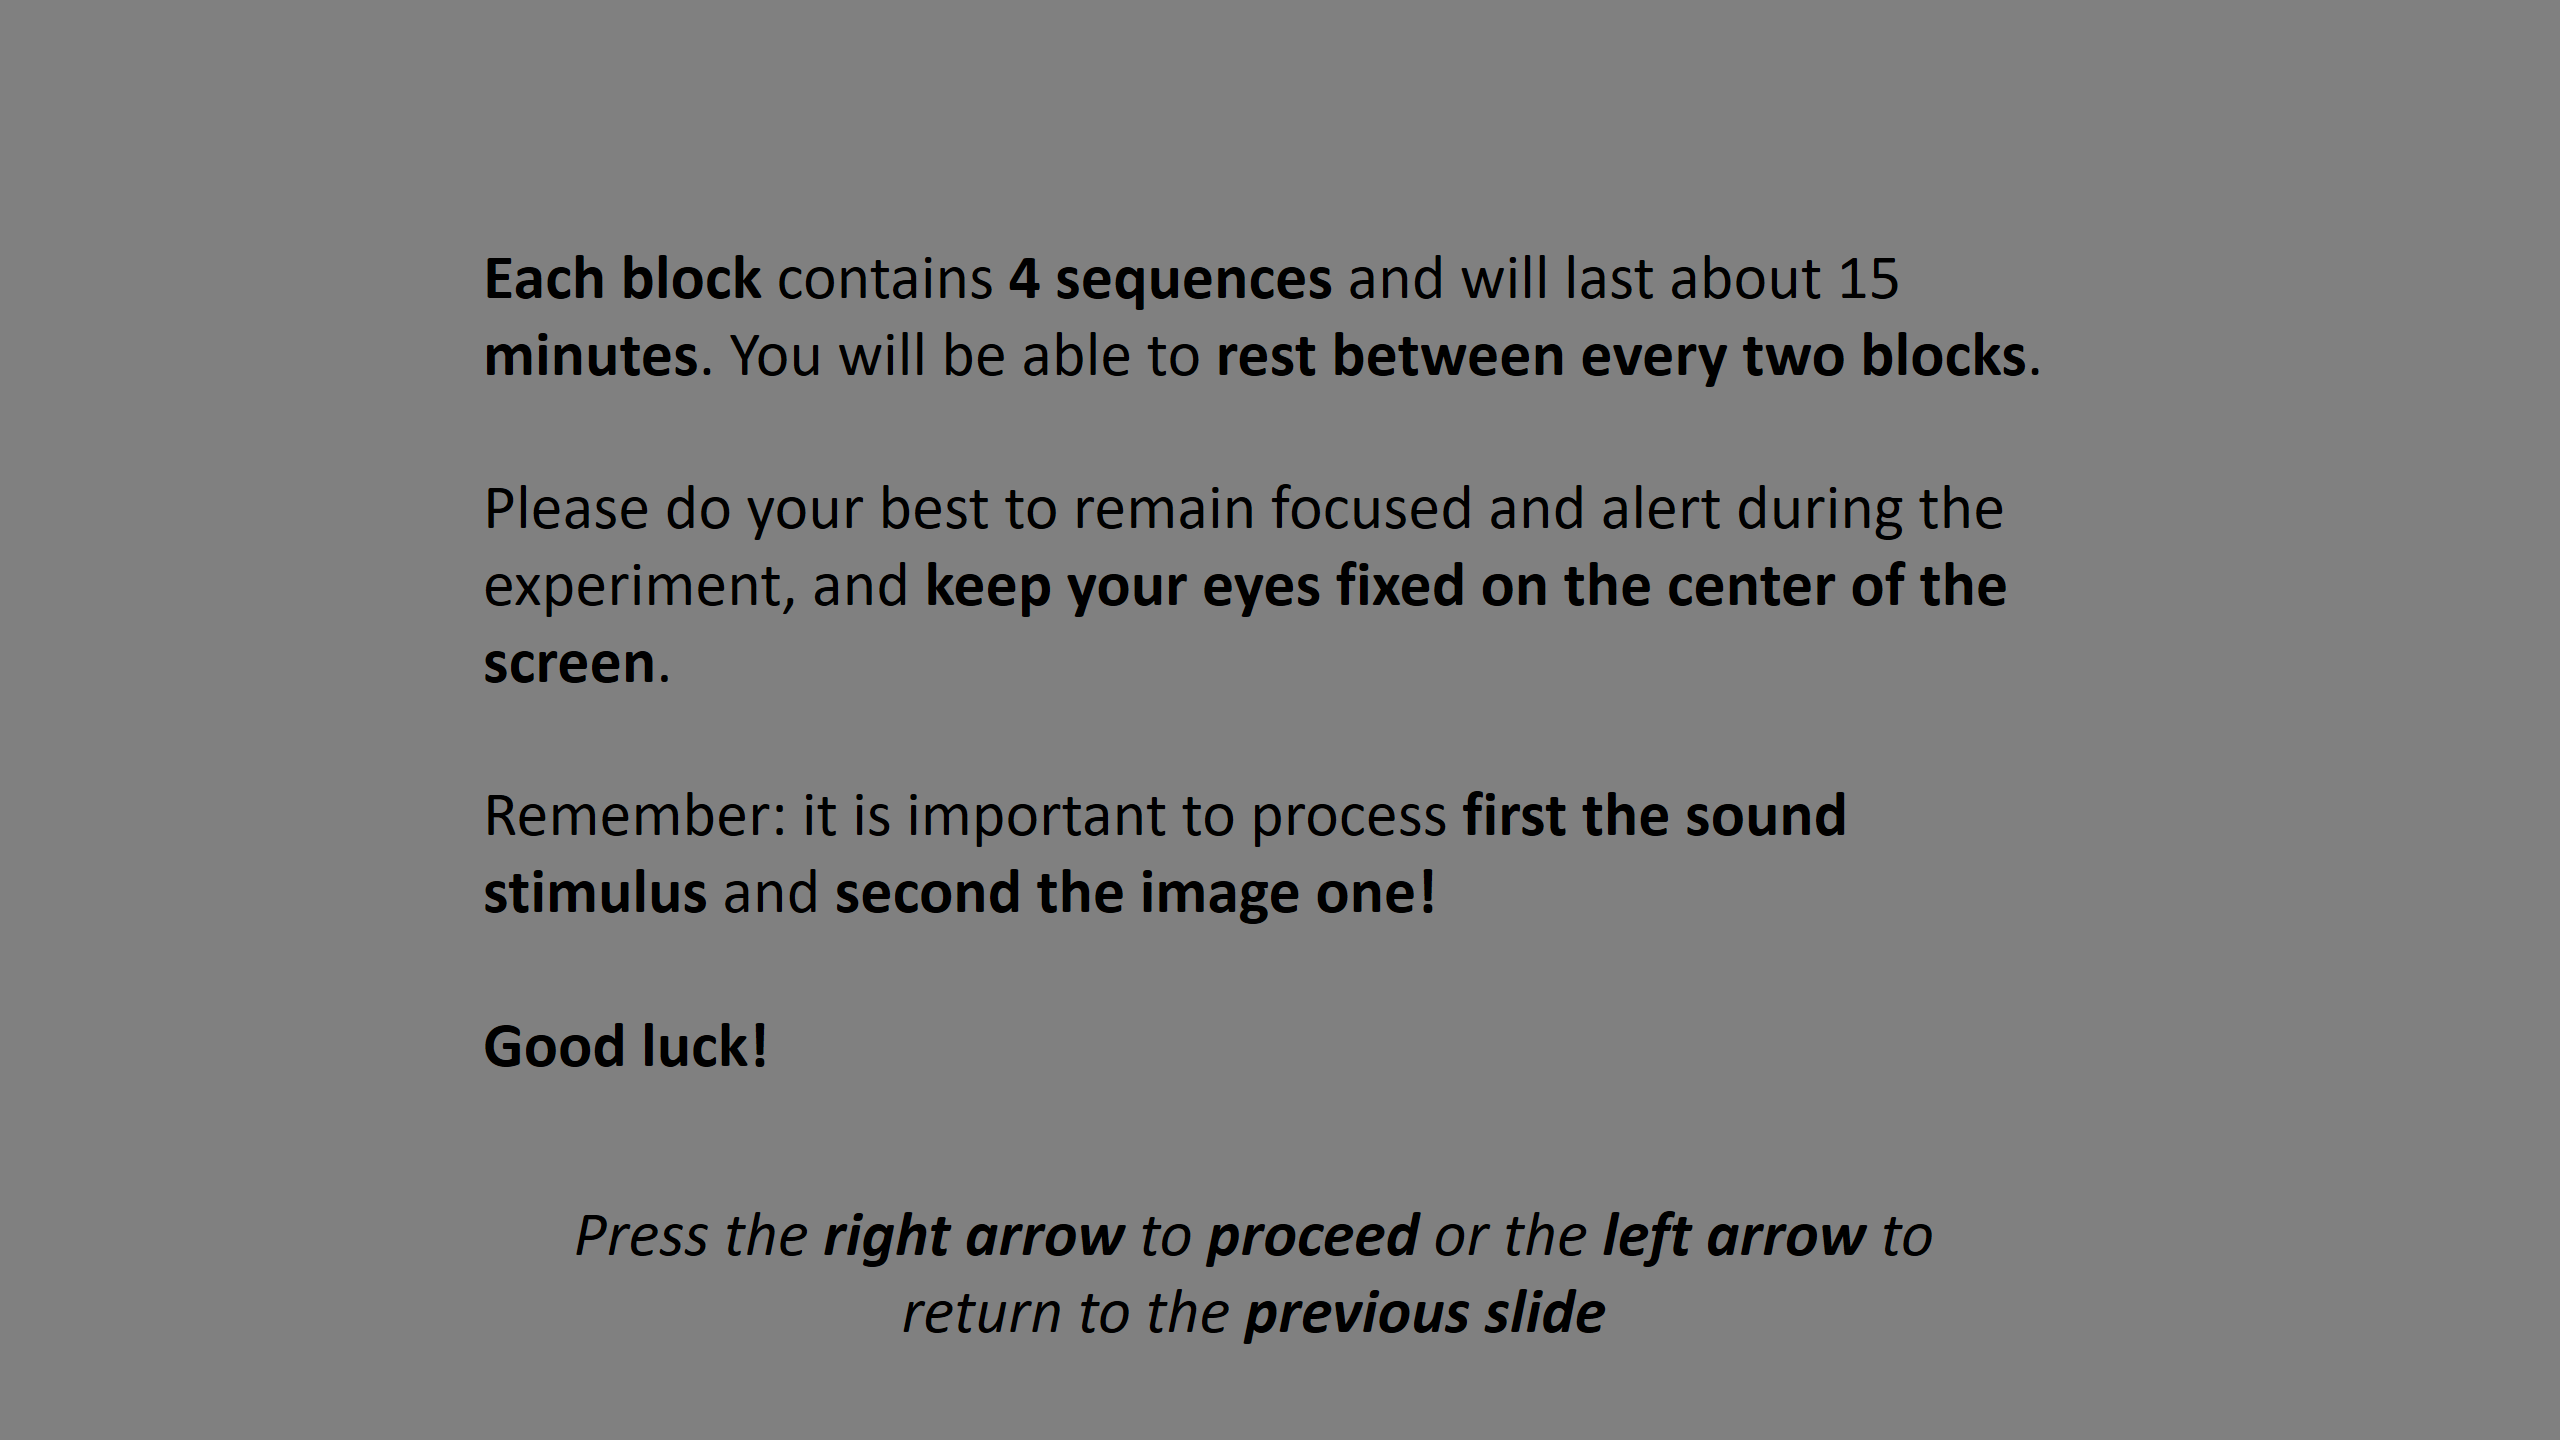 Each block contains 4 sequences and will last about 15
minutes. You will be able to rest between every two blocks.
Please do your best to remain focused and alert during the
experiment, and keep your eyes fixed on the center of the
screen.
Remember: it is important to process first the sound
stimulus and second the image one!
Good luck!
Press the right arrow to proceed or the left arrow to
return to the previous slide